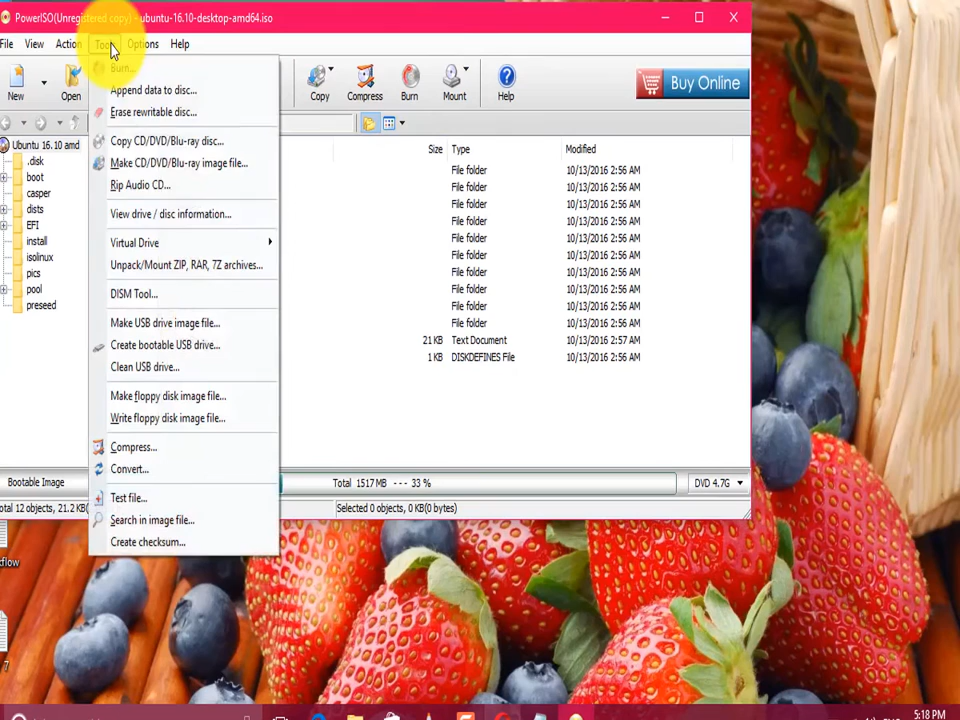 PowerISO(Unregistered copy) - ubuntu-16.10-desktop-amd64.iso
File View Action Options Help
New Open Copy Compress Burn Mount Help Buy Online
Burn...
Append data to disc...
Erase rewritable disc...
Copy CD/DVD/Blu-ray disc...
Make CD/DVD/Blu-ray image file...
Rip Audio CD...
View drive / disc information...
Virtual Drive
Unpack/Mount ZIP, RAR, 7Z archives...
DISM Tool...
Make USB drive image file...
Create bootable USB drive...
Clean USB drive...
Make floppy disk image file...
Write floppy disk image file...
Compress...
Convert...
Test file...
Search in image file...
Create checksum...
Ubuntu 16.10 amd
.disk
boot
casper
dists
EFI
install
isolinux
pics
pool
preseed
Size Type Modified
File folder 10/13/2016 2:56 AM
File folder 10/13/2016 2:56 AM
File folder 10/13/2016 2:56 AM
File folder 10/13/2016 2:56 AM
File folder 10/13/2016 2:56 AM
File folder 10/13/2016 2:56 AM
File folder 10/13/2016 2:56 AM
File folder 10/13/2016 2:56 AM
File folder 10/13/2016 2:56 AM
File folder 10/13/2016 2:56 AM
21 KB Text Document 10/13/2016 2:57 AM
1 KB DISKDEFINES File 10/13/2016 2:56 AM
Bootable Image Total 1517 MB --- 33 % DVD 4.7G
otal 12 objects, 21.2 K Selected 0 objects, 0 KB(0 bytes)
flow
7
5:18 PM